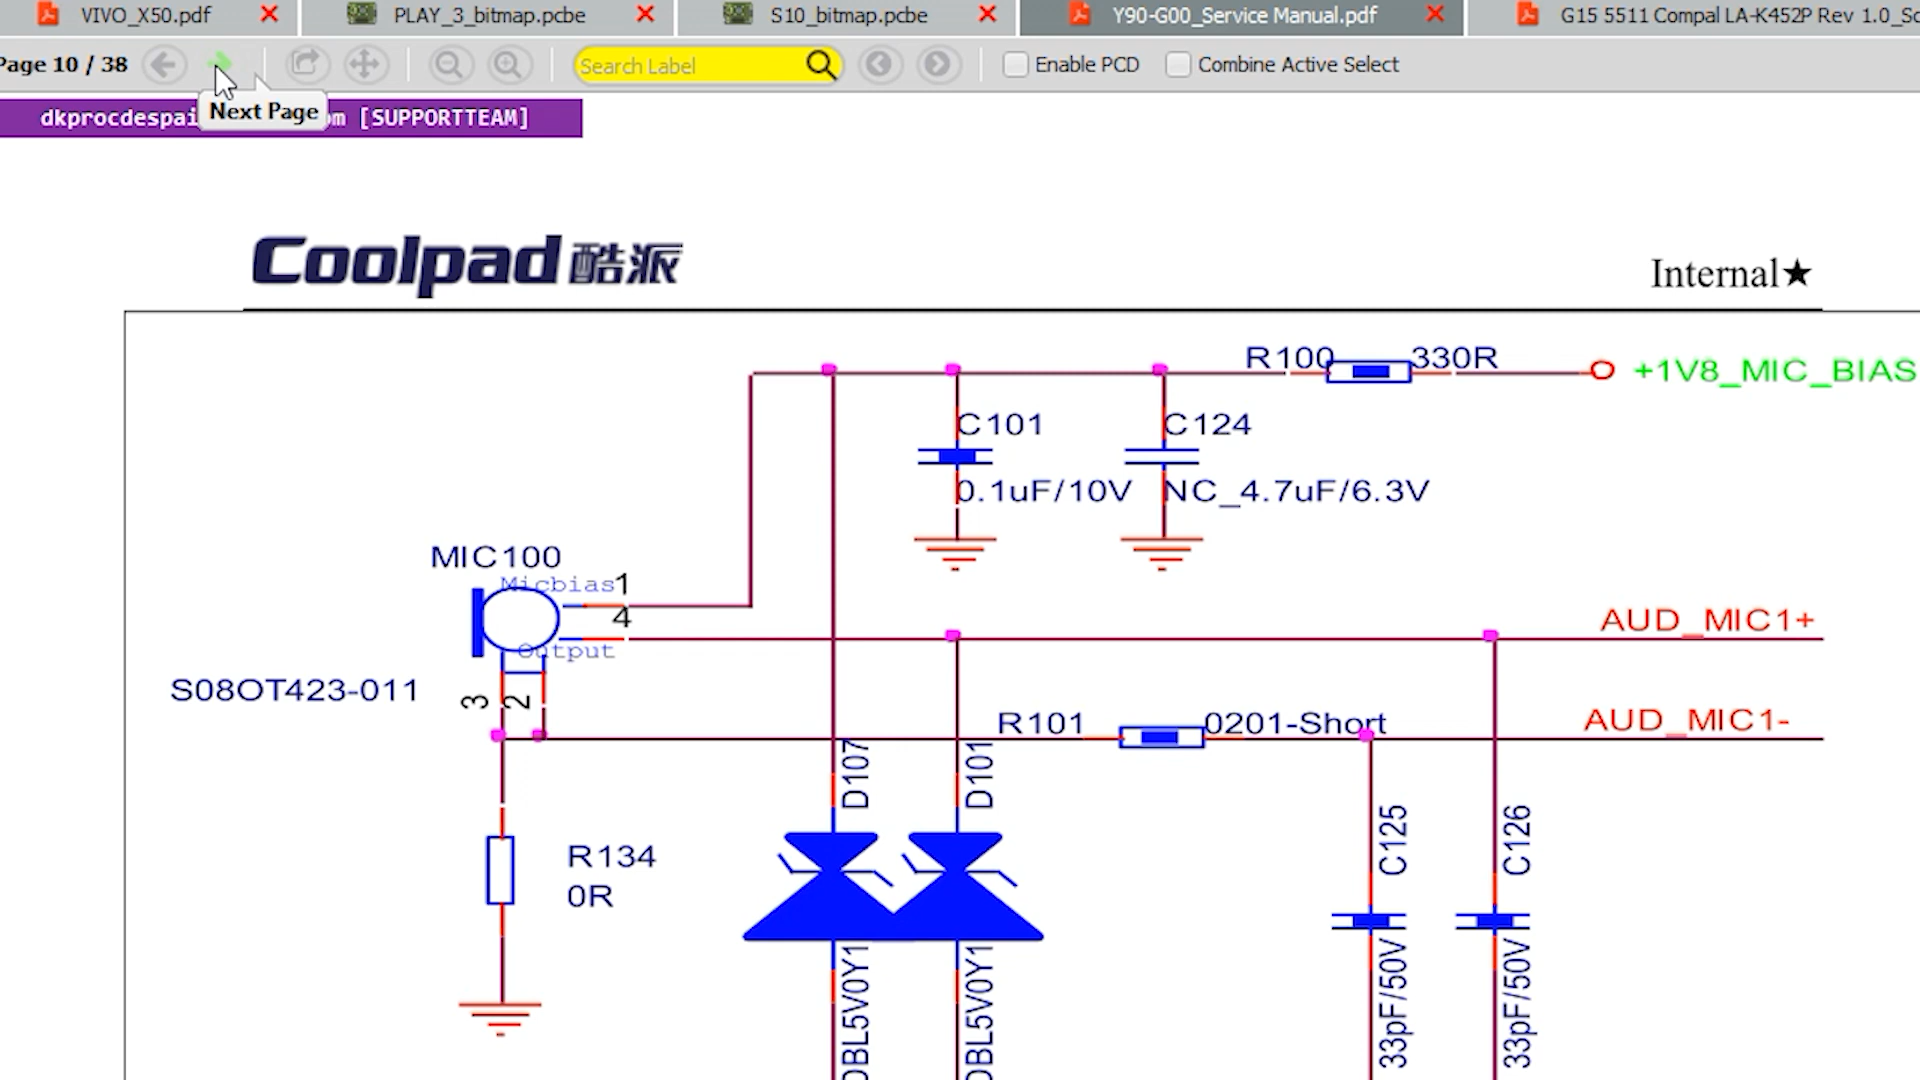 VIVO_X50.pdf
PLAY_3_bitmap.pcbe
S10_bitmap.pcbe
Y90-G00_Service Manual.pdf
G15 5511 Compal LA-K452P Rev 1.0_Sc
Page 10 / 38
Search Label
Enable PCD
Combine Active Select
Next Page
dkprocdespai
m [SUPPORTTEAM]
Coolpad 酷派
Internal★
R100
330R
+1V8_MIC_BIAS
C101
C124
0.1uF/10V
NC_4.7uF/6.3V
MIC100
Micbias
1
4
Output
AUD_MIC1+
S08OT423-011
3
2
R101
0201-Short
AUD_MIC1-
D107
D101
C125
C126
R134
0R
DBL5V0Y1
DBL5V0Y1
33pF/50V
33pF/50V